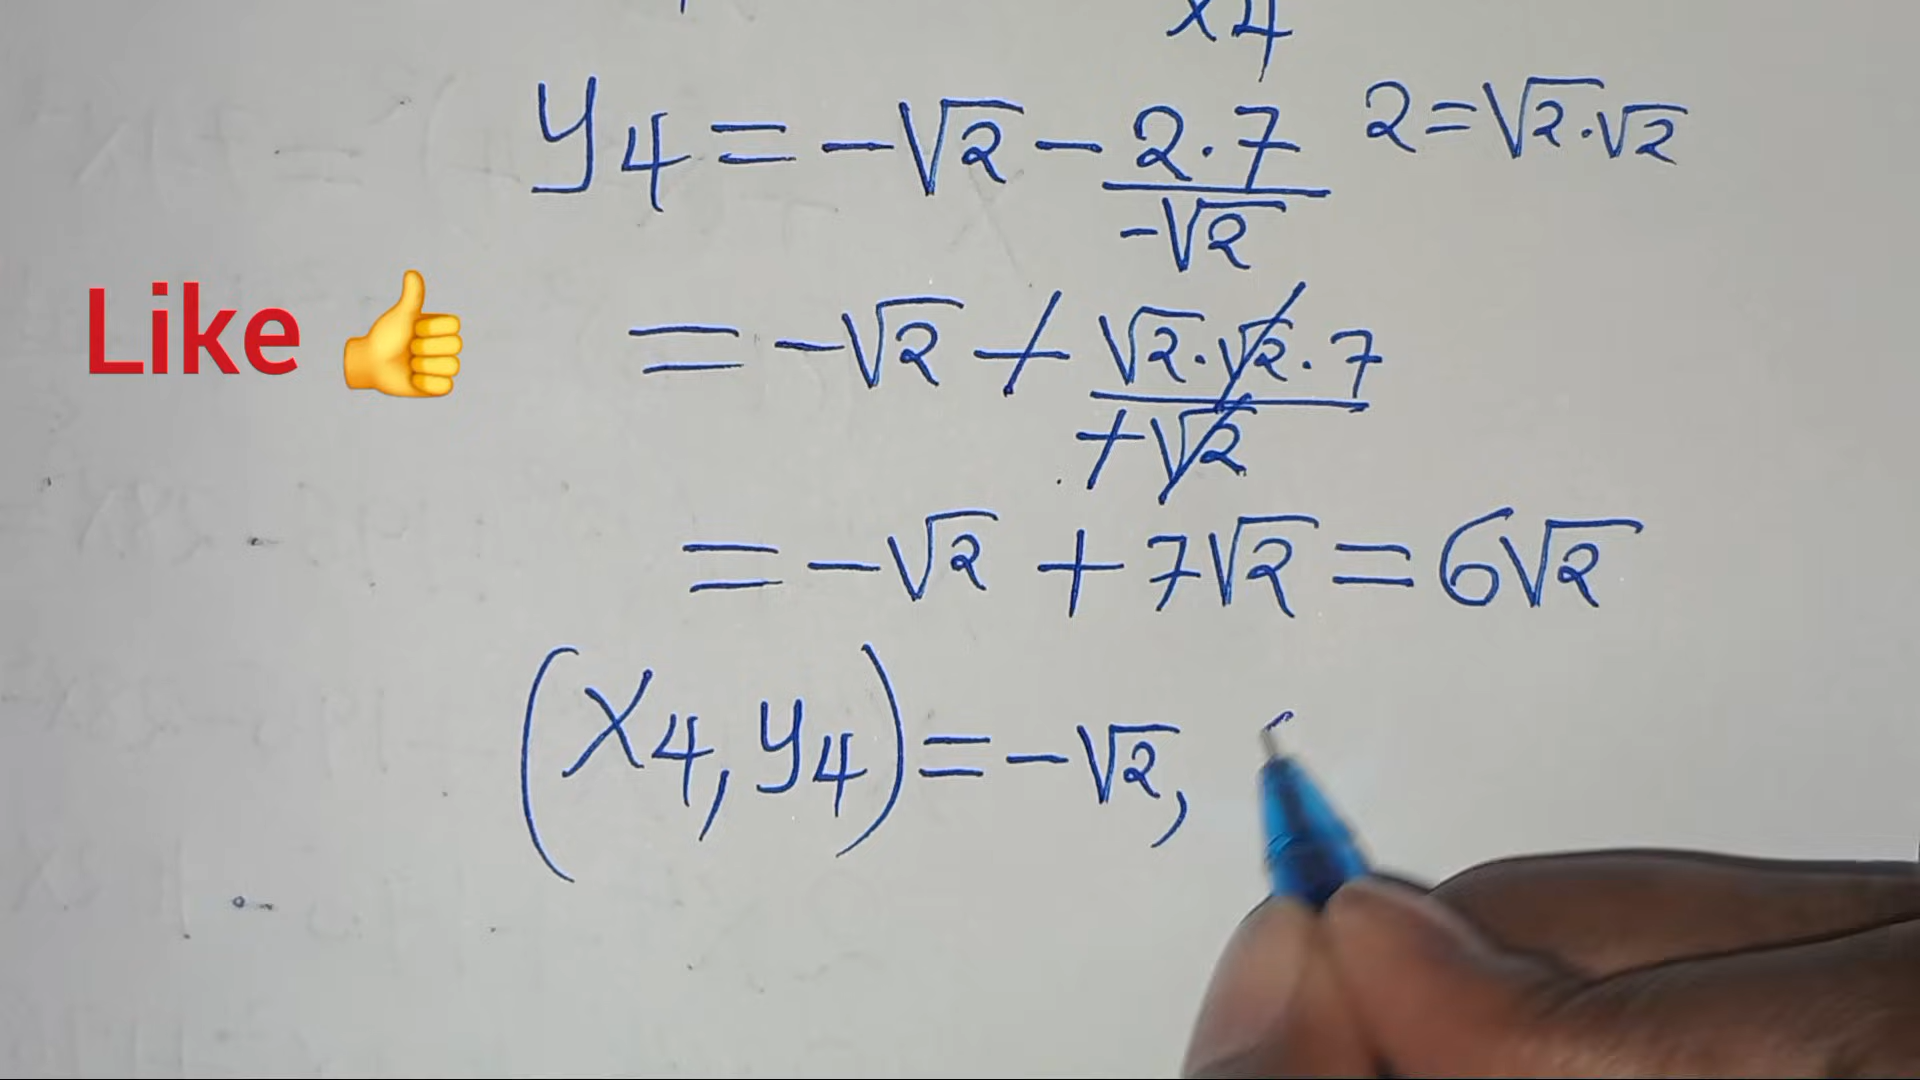 x4
y4 = -√2 - 2·7/-√2   2=√2·√2
Like 👍
= -√2 + √2·√2·7/+√2
= -√2 + 7√2 = 6√2
(x4, y4) = -√2,